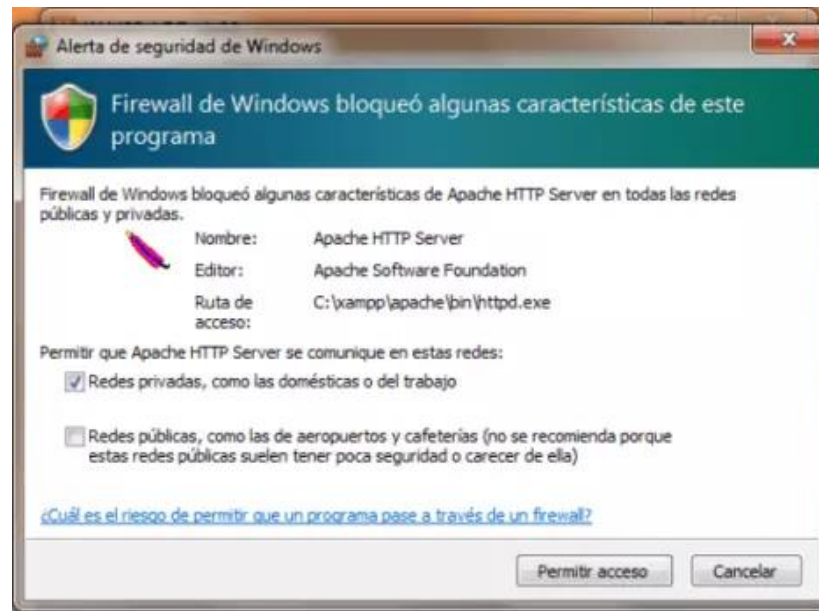 Alerta de seguridad de Windows
Firewall de Windows bloqueó algunas características de este
programa
Firewall de Windows bloqueó algunas características de Apache HTTP Server en todas las redes
públicas y privadas.
Nombre: Apache HTTP Server
Editor: Apache Software Foundation
Ruta de C:\xampp\apache\bin\httpd.exe
acceso:
Permitir que Apache HTTP Server se comunique en estas redes:
Redes privadas, como las domésticas o del trabajo
Redes públicas, como las de aeropuertos y cafeterías (no se recomienda porque
estas redes públicas suelen tener poca seguridad o carecer de ella)
¿Cuál es el riesgo de permitir que un programa pase a través de un firewall?
Permitir acceso Cancelar